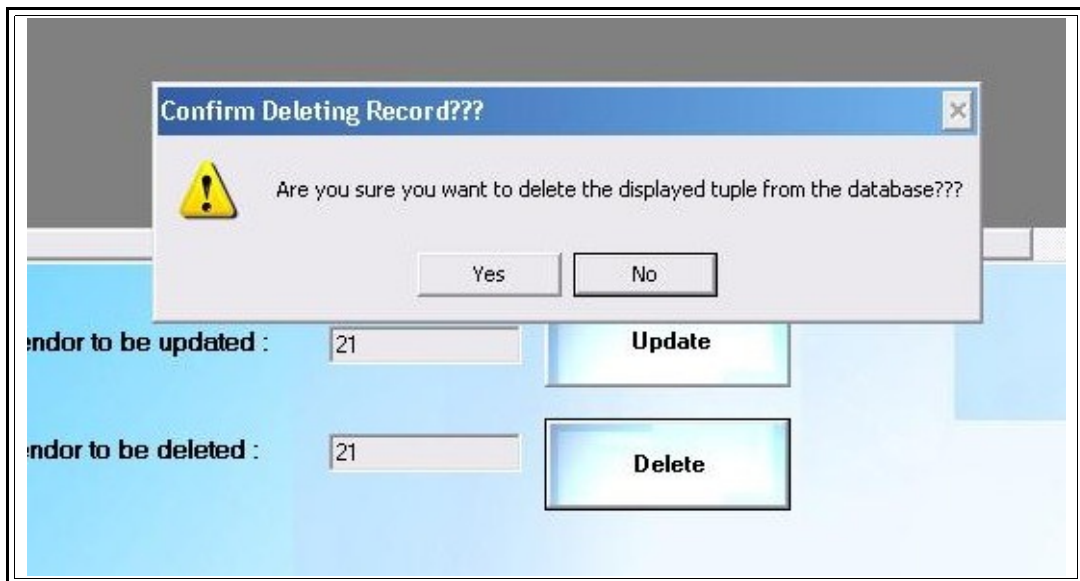 Confirm Deleting Record???
Are you sure you want to delete the displayed tuple from the database???
Yes No
endor to be updated : 21 Update
ndor to be deleted : 21 Delete